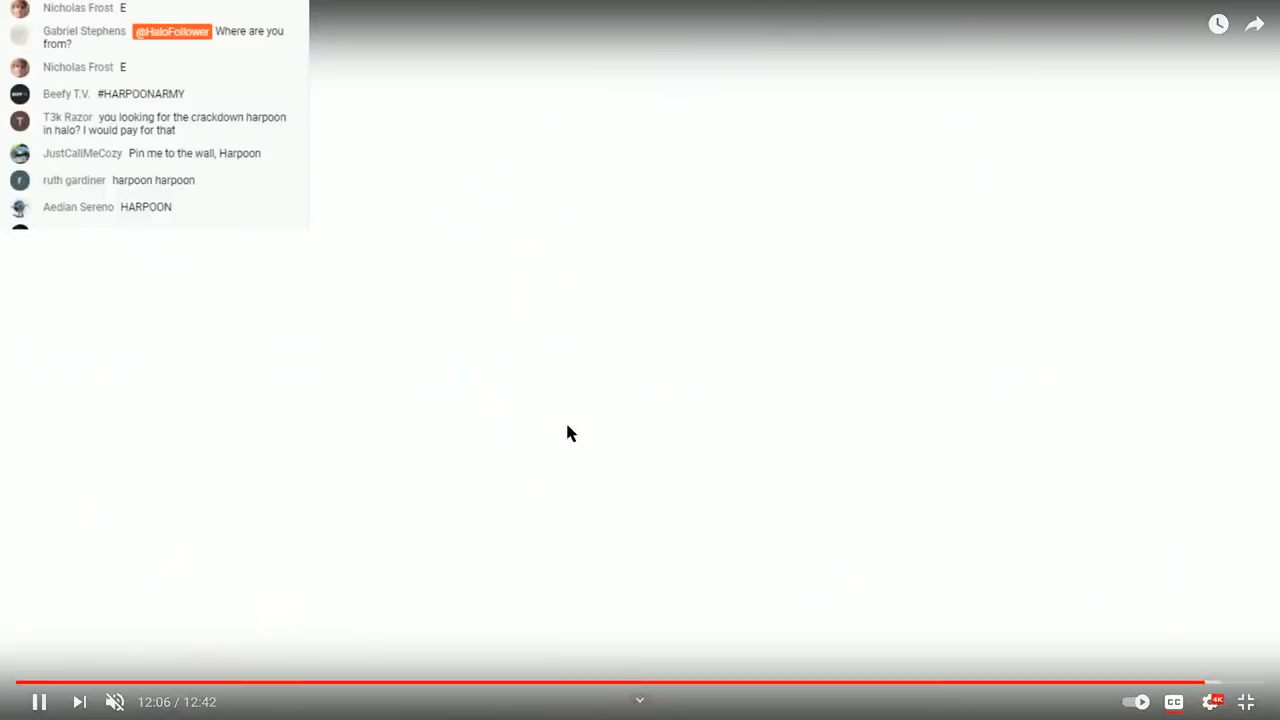 Nicholas Frost E
Gabriel Stephens @HaloFollower Where are you
from?
Nicholas Frost E
Beefy T.V. #HARPOONARMY
T T3k Razor you looking for the crackdown harpoon
in halo? I would pay for that
JustCallMeCozy Pin me to the wall, Harpoon
r ruth gardiner harpoon harpoon
Aedian Sereno HARPOON
12:06 / 12:42
CC
4K